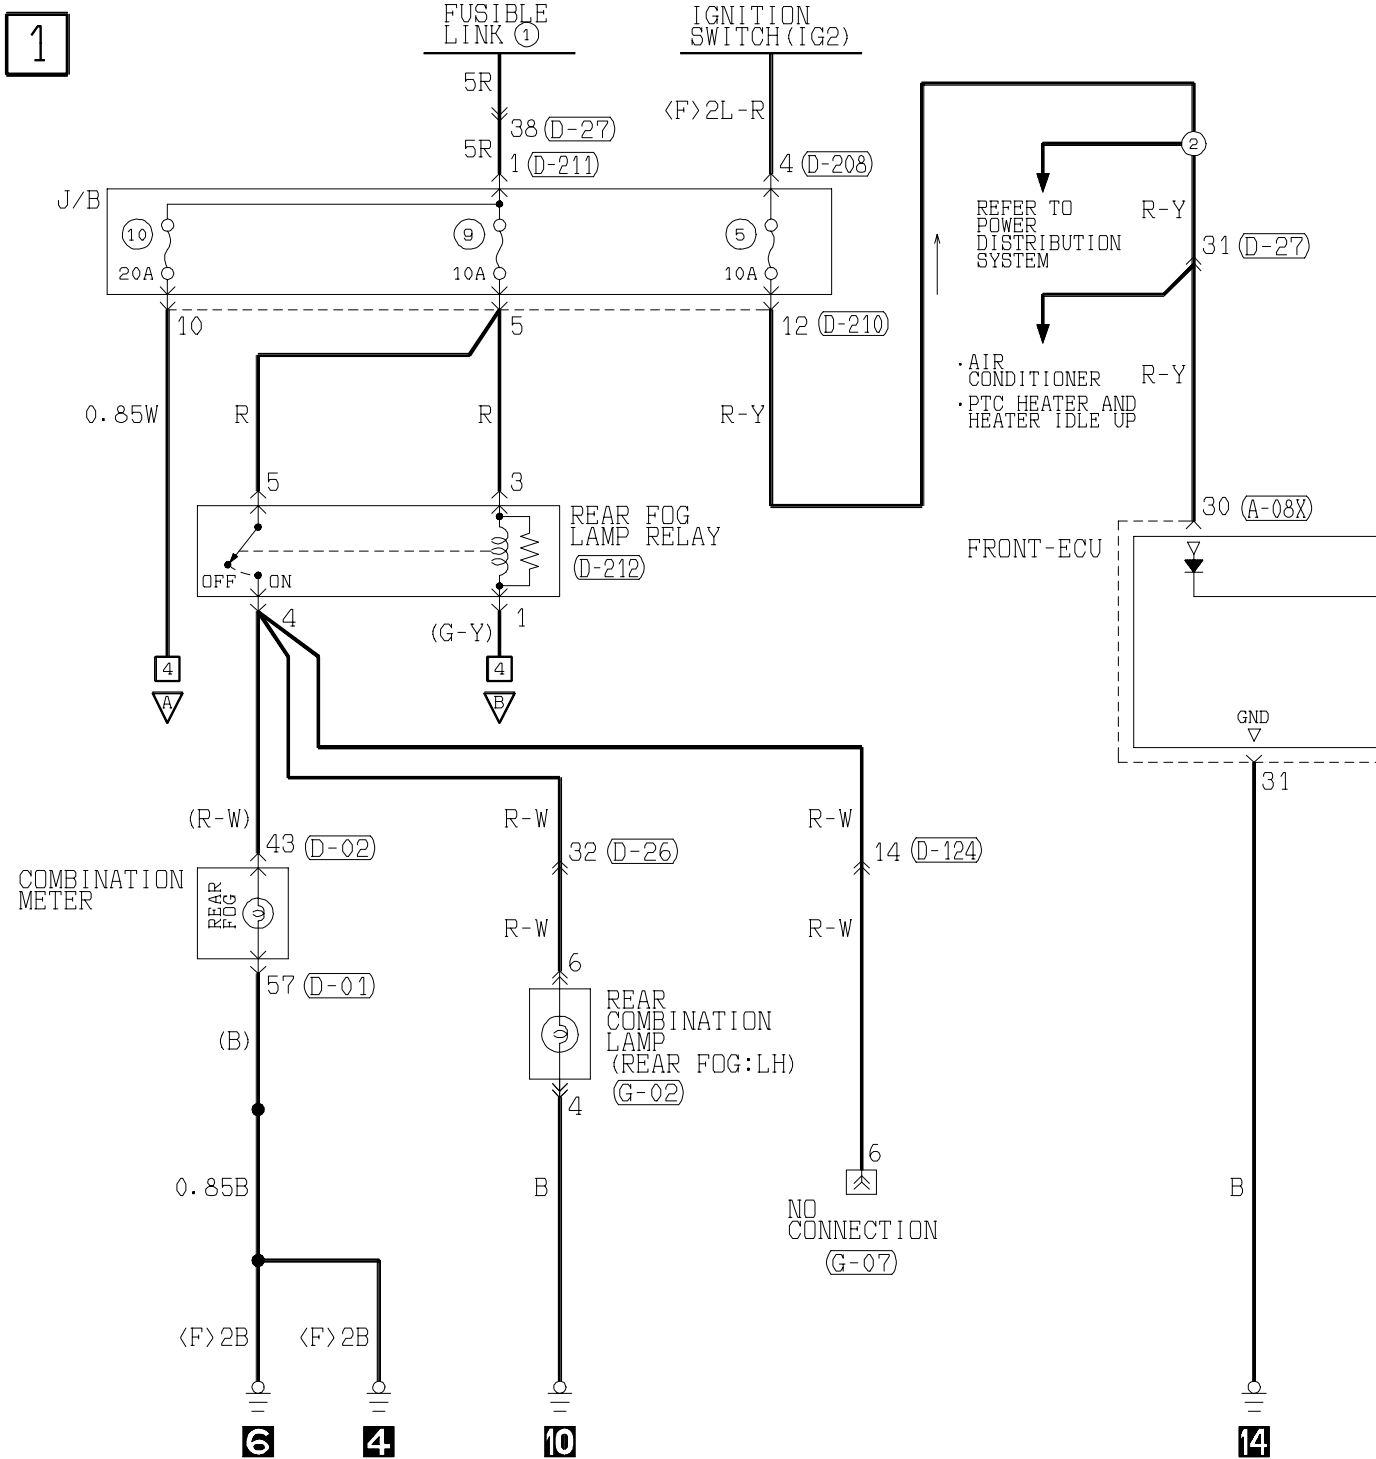 1
FUSIBLE
LINK ①
IGNITION
SWITCH(IG2)
5R
<F>2L-R
38 (D-27)
5R
1 (D-211)
4 (D-208)
2
J/B
REFER TO
POWER
DISTRIBUTION
SYSTEM
R-Y
10
9
5
31 (D-27)
20A
10A
10A
10
5
12 (D-210)
·AIR
CONDITIONER
·PTC HEATER AND
HEATER IDLE UP
R-Y
0.85W
R
R
R-Y
5
3
30 (A-08X)
REAR FOG
LAMP RELAY
(D-212)
FRONT-ECU
OFF
ON
4
1
(G-Y)
4
4
A
B
GND
31
(R-W)
R-W
R-W
43 (D-02)
32 (D-26)
14 (D-124)
COMBINATION
METER
REAR
FOG
R-W
R-W
57 (D-01)
6
REAR
COMBINATION
LAMP
(REAR FOG:LH)
(G-02)
(B)
4
6
0.85B
B
B
NO
CONNECTION
(G-07)
<F>2B
<F>2B
6
4
10
14